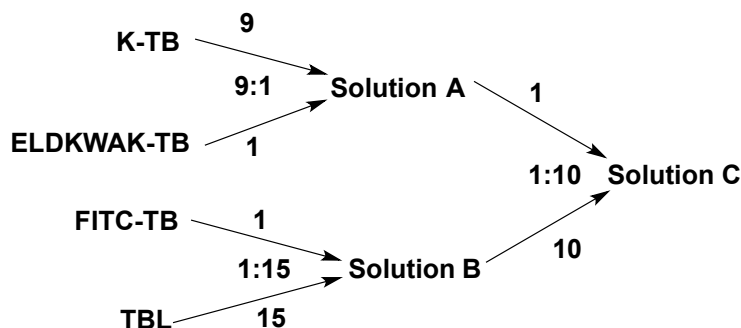 K-TB
9
9:1
Solution A
1
ELDKWAK-TB
1
1:10
Solution C
FITC-TB
1
1:15
Solution B
10
TBL
15